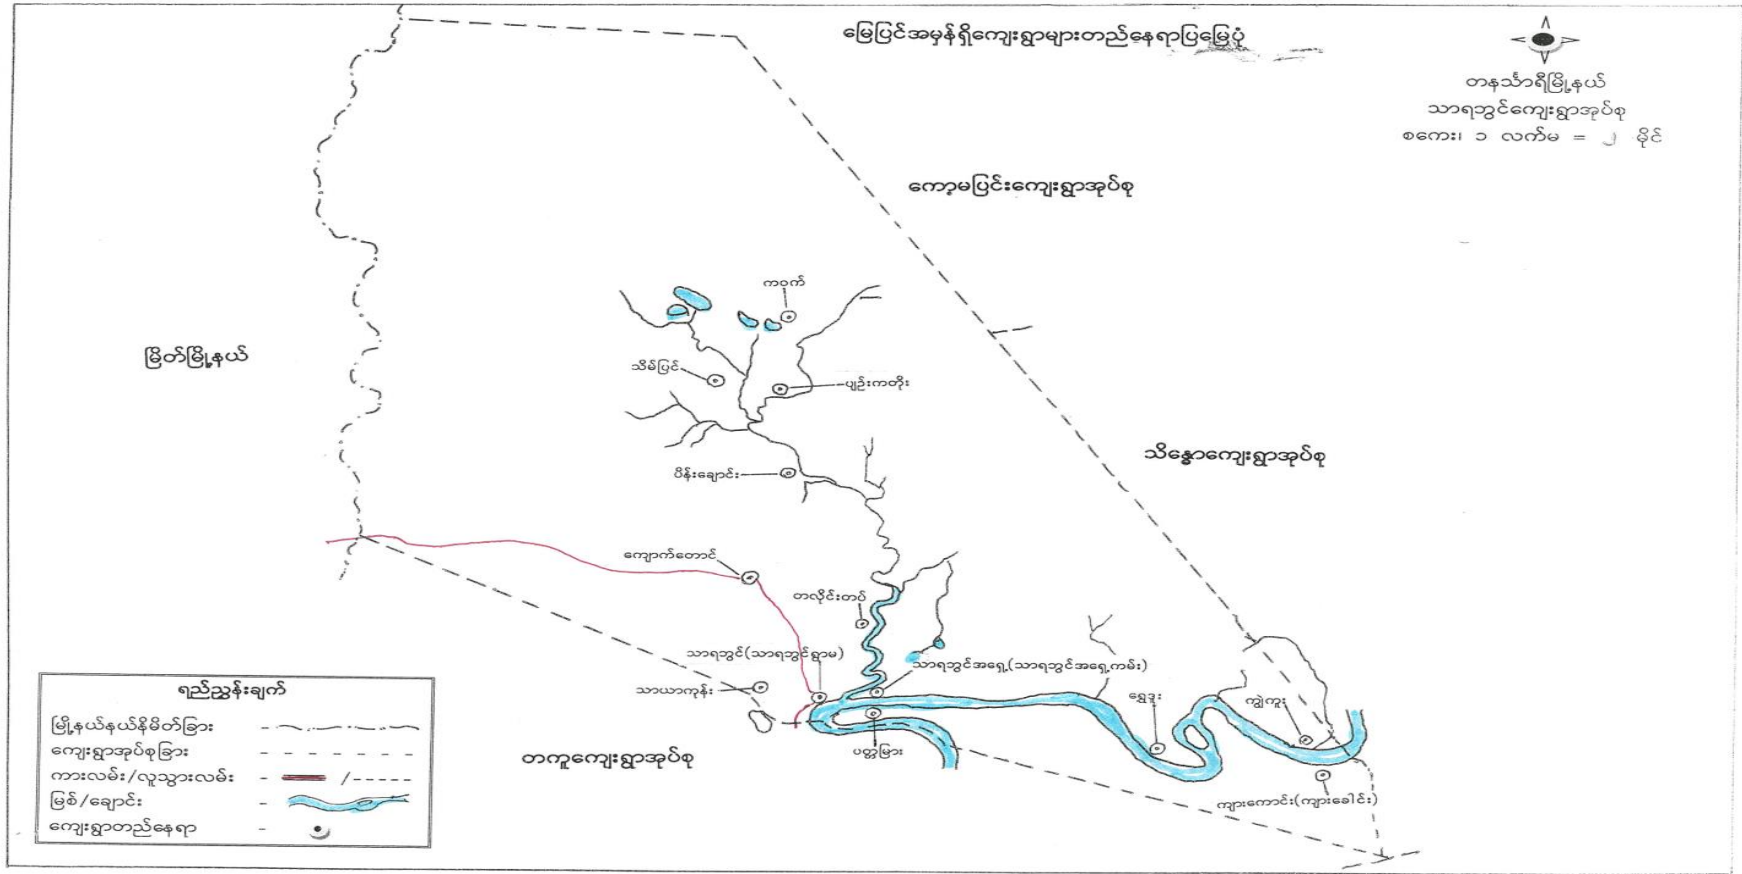 မြေပြင်အမှန်ရှိကျေးရွာများတည်နေရာပြမြေပုံ
တနင်္သာရီမြို့နယ်
သာရဘွင်ကျေးရွာအုပ်စု
စကေး၊ ၁ လက်မ = ၂ မိုင်
ကော့မပြင်းကျေးရွာအုပ်စု
ကဝက်
မြိတ်မြို့နယ်
သိမ်ပြင်
ပျဉ်းကတိုး
သိန္ဓောကျေးရွာအုပ်စု
ပိန်းချောင်း
ကျောက်တောင်
တလိုင်းတပ်
သာရဘွင်(သာရဘွင်ရွာမ)
သာရဘွင်အရှေ့(သာရဘွင်အရှေ့ကမ်း)
သာယာကုန်း
ရွှေဒူး
ကျွဲကူး
ပတ္တမြား
တကူကျေးရွာအုပ်စု
ကျားကောင်း(ကျားခေါင်း)
ရည်ညွှန်းချက်
မြို့နယ်နယ်နိမိတ်ခြား -
ကျေးရွာအုပ်စုခြား -
ကားလမ်း/လူသွားလမ်း - /
မြစ်/ချောင်း -
ကျေးရွာတည်နေရာ -